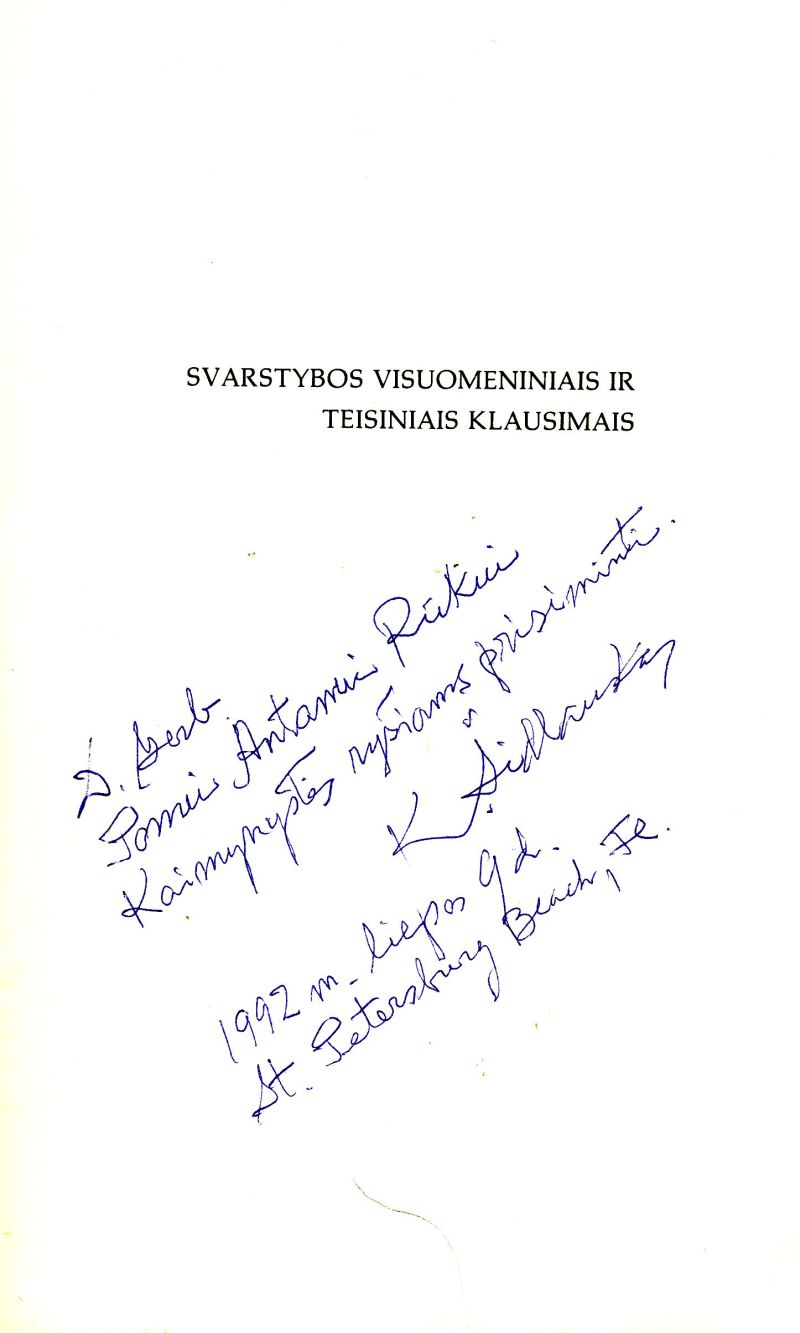 SVARSTYBOS VISUOMENINIAIS IR
TEISINIAIS KLAUSIMAIS
D. Gerb.
Ponui Antanui Rūkui
Kaimynystės ryšiams prisiminti.
K. Šidlauskas
1992 m. liepos 9 d.
St. Petersburg Beach, Fl.